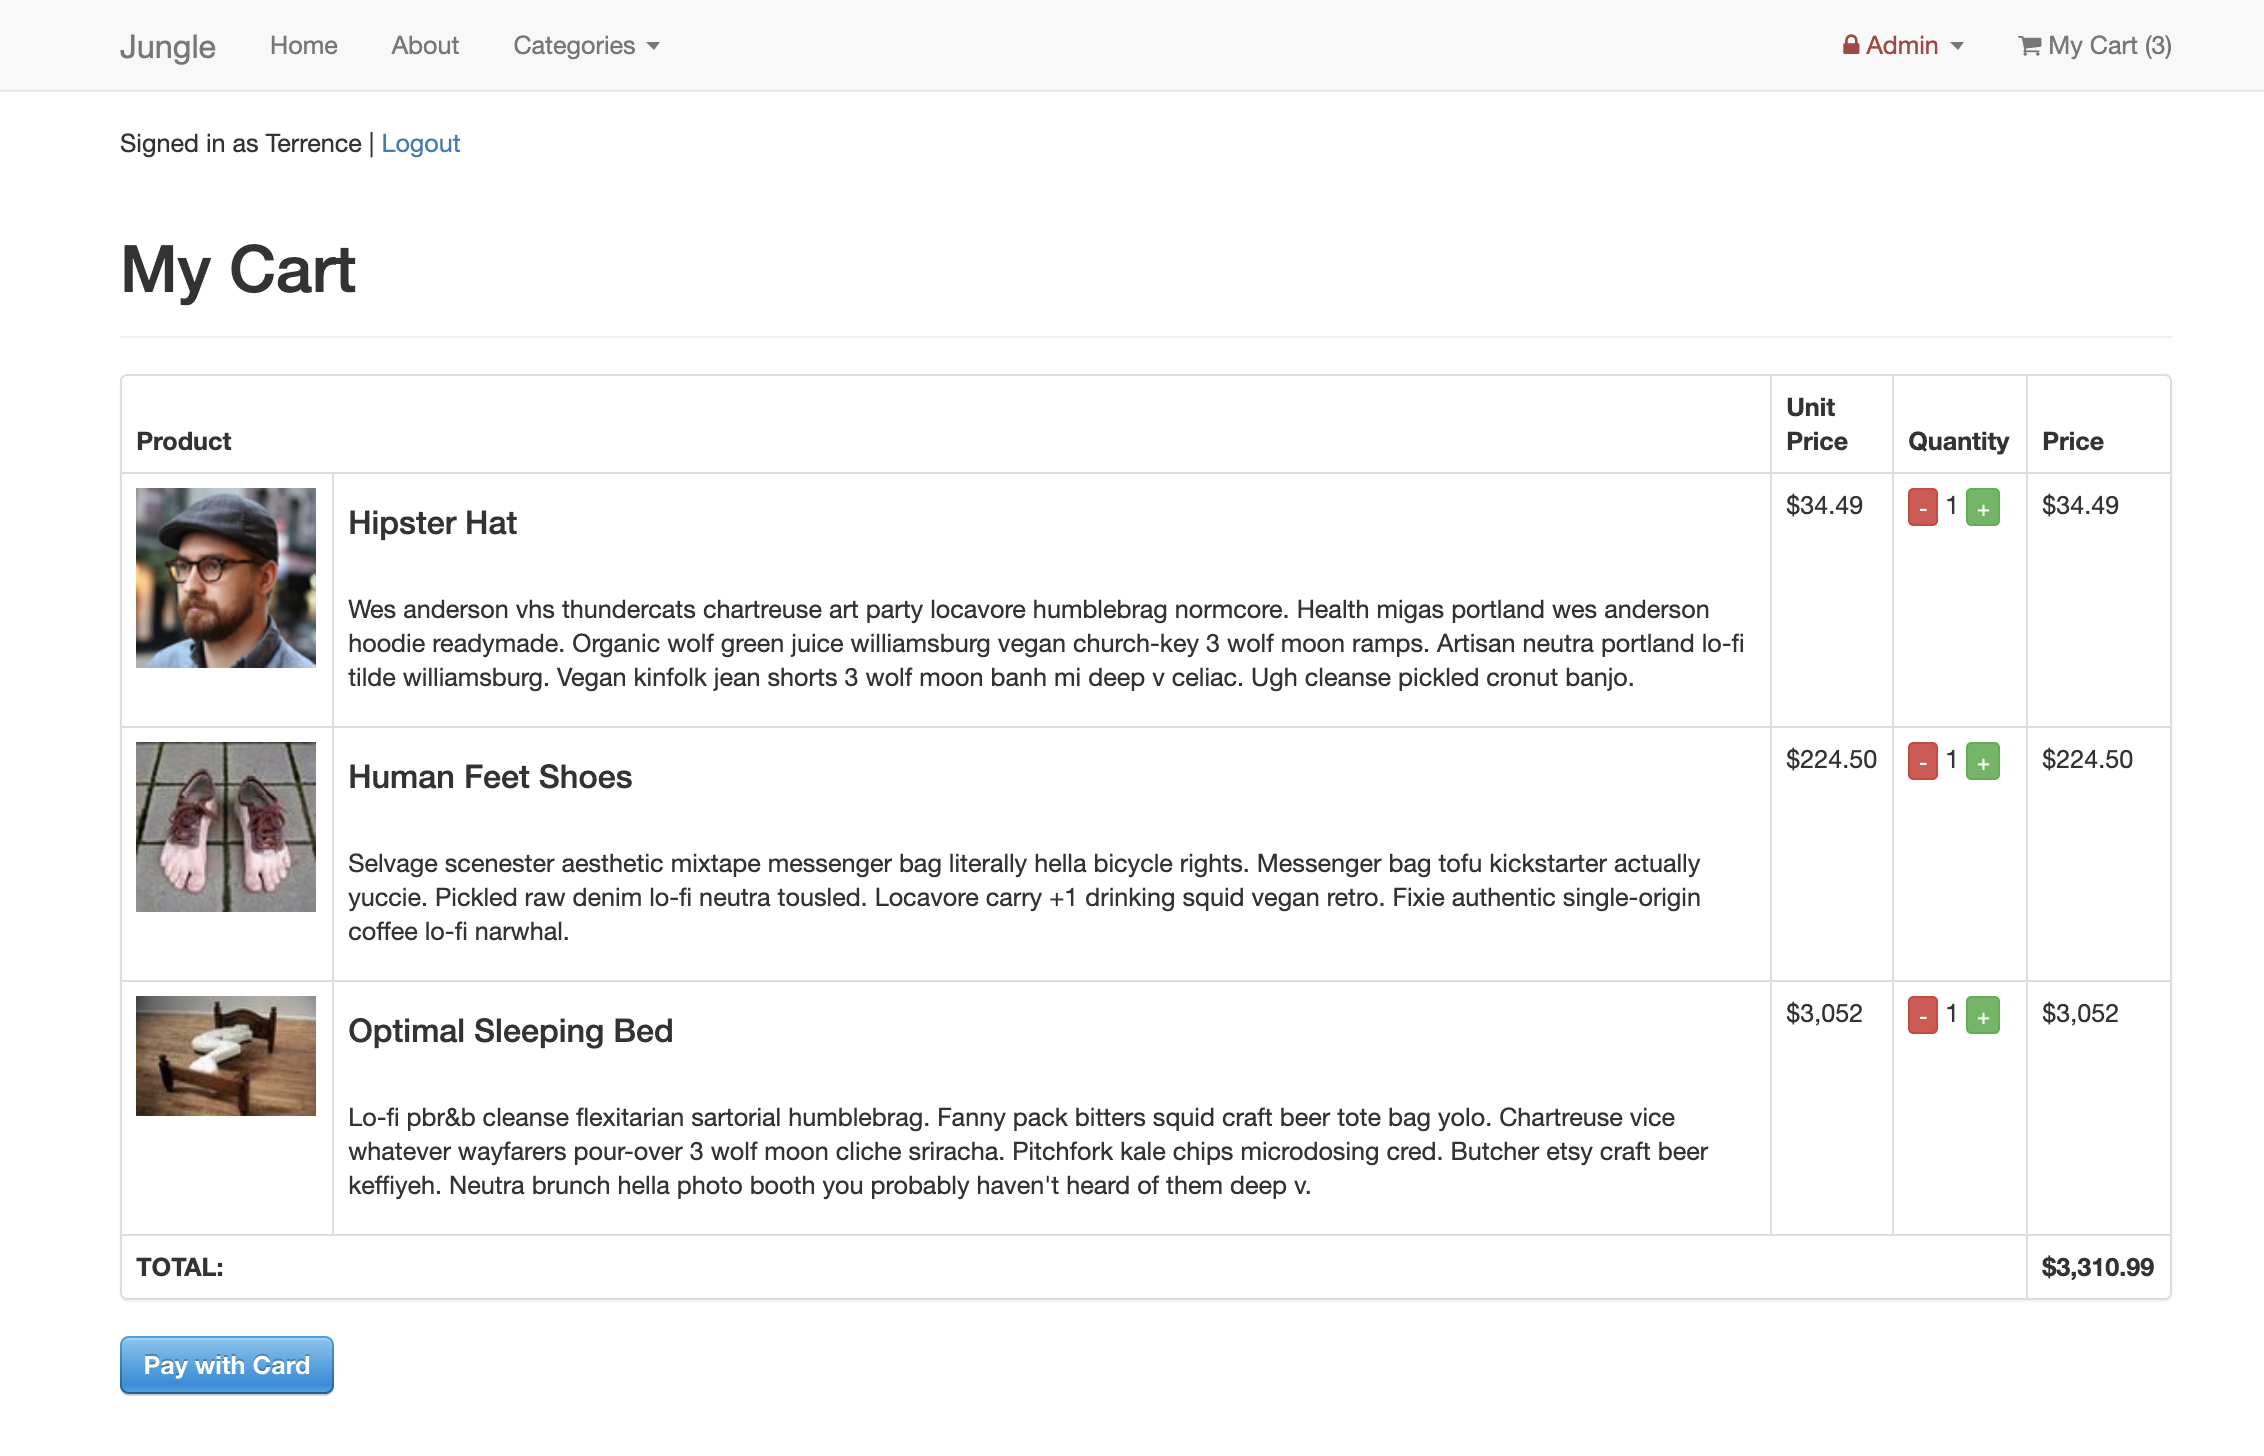 Jungle Home About Categories Admin My Cart (3)
Signed in as Terrence | Logout
My Cart
Product Unit Price Quantity Price
Hipster Hat $34.49 - 1 + $34.49
Wes anderson vhs thundercats chartreuse art party locavore humblebrag normcore. Health migas portland wes anderson
hoodie readymade. Organic wolf green juice williamsburg vegan church-key 3 wolf moon ramps. Artisan neutra portland lo-fi
tilde williamsburg. Vegan kinfolk jean shorts 3 wolf moon banh mi deep v celiac. Ugh cleanse pickled cronut banjo.
Human Feet Shoes $224.50 - 1 + $224.50
Selvage scenester aesthetic mixtape messenger bag literally hella bicycle rights. Messenger bag tofu kickstarter actually
yuccie. Pickled raw denim lo-fi neutra tousled. Locavore carry +1 drinking squid vegan retro. Fixie authentic single-origin
coffee lo-fi narwhal.
Optimal Sleeping Bed $3,052 - 1 + $3,052
Lo-fi pbr&b cleanse flexitarian sartorial humblebrag. Fanny pack bitters squid craft beer tote bag yolo. Chartreuse vice
whatever wayfarers pour-over 3 wolf moon cliche sriracha. Pitchfork kale chips microdosing cred. Butcher etsy craft beer
keffiyeh. Neutra brunch hella photo booth you probably haven't heard of them deep v.
TOTAL: $3,310.99
Pay with Card